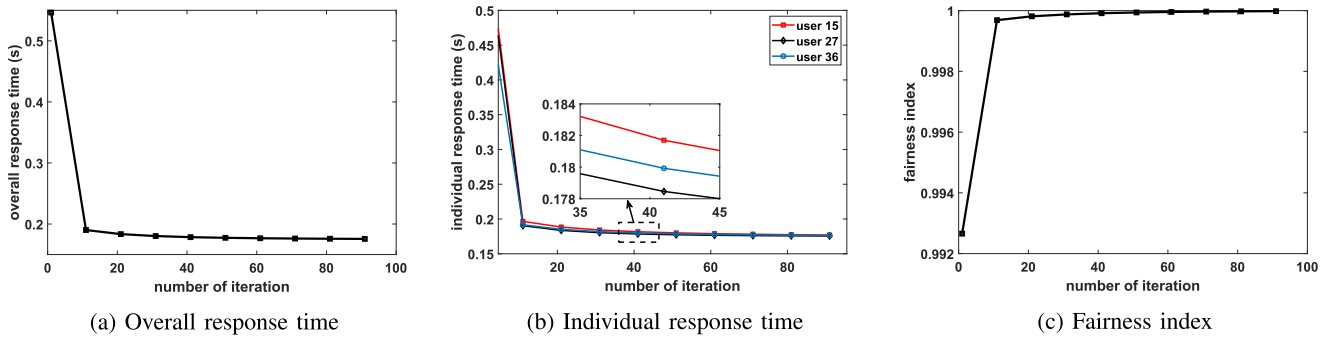 0.5
0.4
0.3
0.2
0 20 40 60 80 100
overall response time (s)
number of iteration
(a) Overall response time
0.5
0.45
0.4
0.35
0.3
0.25
0.2
0.15
20 40 60 80
individual response time (s)
number of iteration
user 15
user 27
user 36
0.184
0.182
0.18
0.178
35 40 45
(b) Individual response time
1
0.998
0.996
0.994
0.992
0 20 40 60 80 100
fairness index
number of iteration
(c) Fairness index